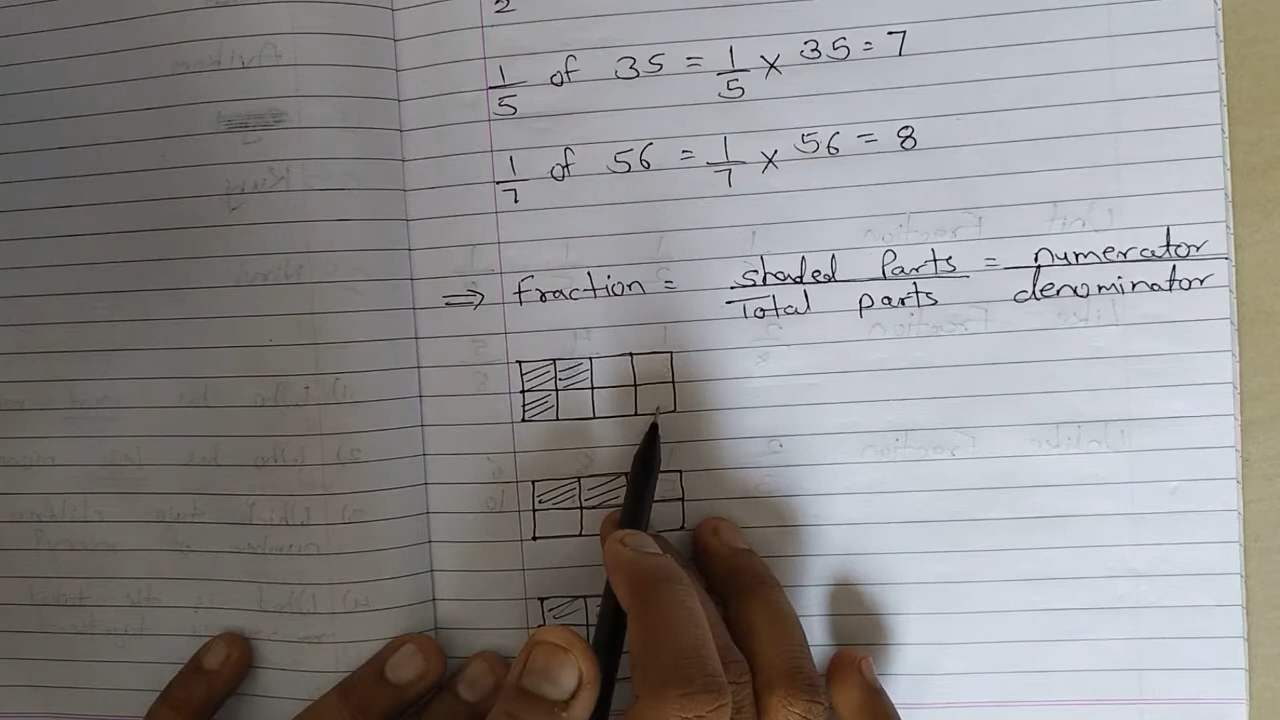 2
1/5 of 35 = 1/5 × 35 = 7
1/7 of 56 = 1/7 × 56 = 8
⇒ Fraction = shaded Parts / Total parts = numerator / denominator